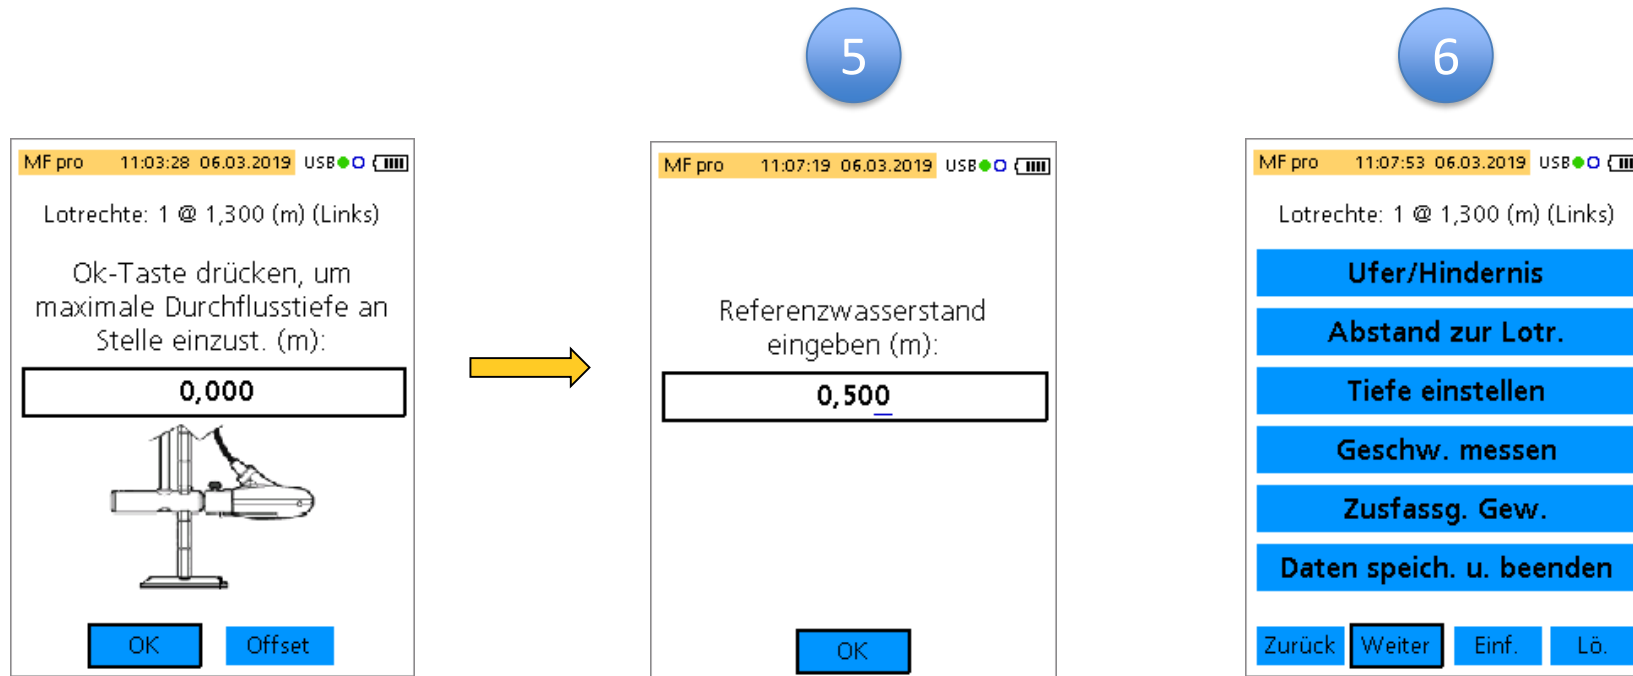 5
6
MF pro 11:03:28 06.03.2019 USB
Lotrechte: 1 @ 1,300 (m) (Links)
Ok-Taste drücken, um
maximale Durchflusstiefe an
Stelle einzust. (m):
0,000
OK Offset
MF pro 11:07:19 06.03.2019 USB
Referenzwasserstand
eingeben (m):
0,500
OK
MF pro 11:07:53 06.03.2019 USB
Lotrechte: 1 @ 1,300 (m) (Links)
Ufer/Hindernis
Abstand zur Lotr.
Tiefe einstellen
Geschw. messen
Zusfassg. Gew.
Daten speich. u. beenden
Zurück Weiter Einf. Lö.